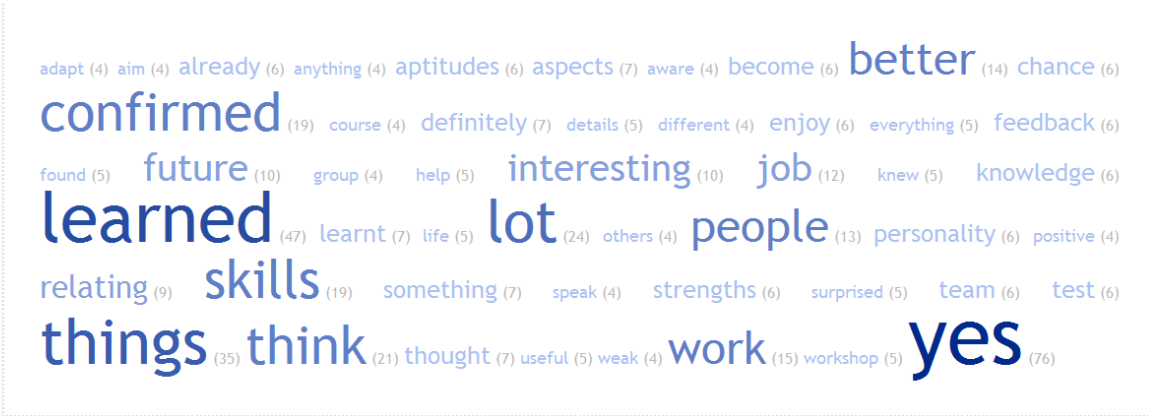 adapt (4) aim (4) already (6) anything (4) aptitudes (6) aspects (7) aware (4) become (6) better (14) chance (6)
confirmed (19) course (4) definitely (7) details (5) different (4) enjoy (6) everything (5) feedback (6)
found (5) future (10) group (4) help (5) interesting (10) job (12) knew (5) knowledge (6)
learned (47) learnt (7) life (5) lot (24) others (4) people (13) personality (6) positive (4)
relating (9) skills (19) something (7) speak (4) strengths (6) surprised (5) team (6) test (6)
things (35) think (21) thought (7) useful (5) weak (4) work (15) workshop (5) yes (76)